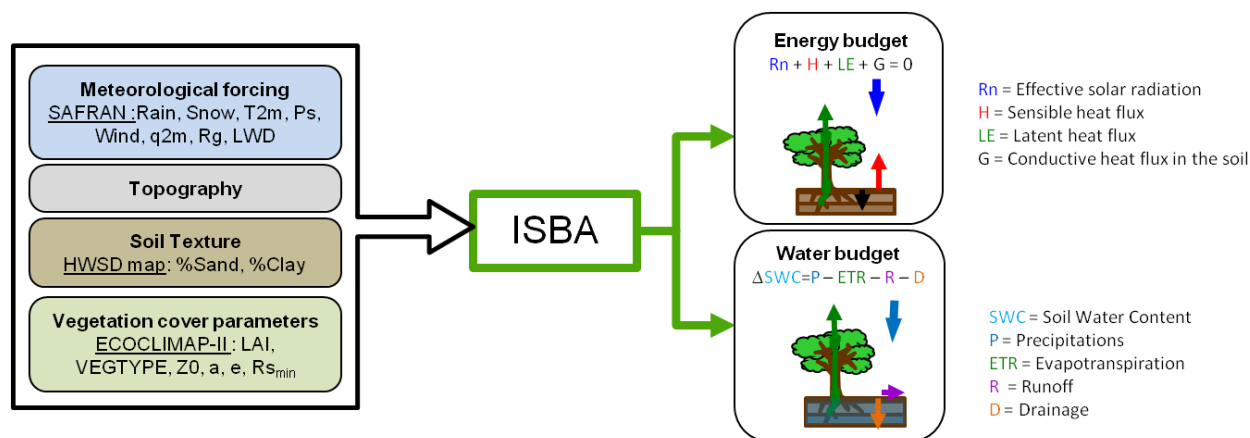 Meteorological forcing
SAFRAN :Rain, Snow, T2m, Ps,
Wind, q2m, Rg, LWD
Topography
Soil Texture
HWSD map: %Sand, %Clay
Vegetation cover parameters
ECOCLIMAP-II : LAI,
VEGTYPE, Z0, a, e, Rsmin
ISBA
Energy budget
Rn + H + LE + G = 0
Rn = Effective solar radiation
H = Sensible heat flux
LE = Latent heat flux
G = Conductive heat flux in the soil
Water budget
ΔSWC=P – ETR – R – D
SWC = Soil Water Content
P = Precipitations
ETR = Evapotranspiration
R = Runoff
D = Drainage